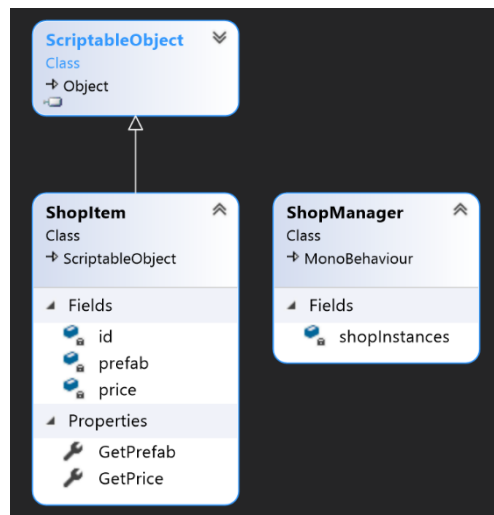 ScriptableObject
Class
Object
ShopItem
Class
ScriptableObject
Fields
id
prefab
price
Properties
GetPrefab
GetPrice
ShopManager
Class
MonoBehaviour
Fields
shopInstances